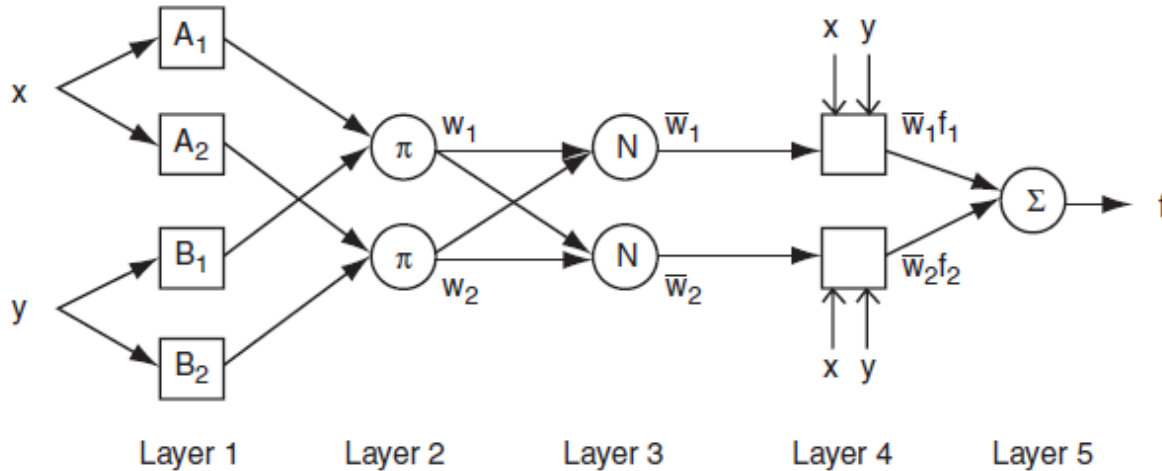 x y
A₁
x
A₂
w₁ w̅₁ w̅₁f₁
π N
Σ f
B₁
π N
w₂ w̅₂ w̅₂f₂
y
B₂
x y
Layer 1 Layer 2 Layer 3 Layer 4 Layer 5